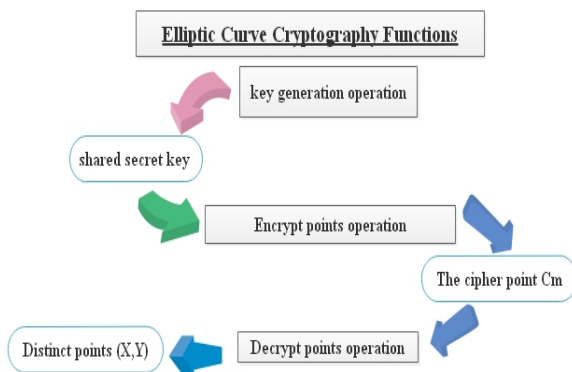 Elliptic Curve Cryptography Functions
key generation operation
shared secret key
Encrypt points operation
The cipher point Cm
Decrypt points operation
Distinct points (X,Y)